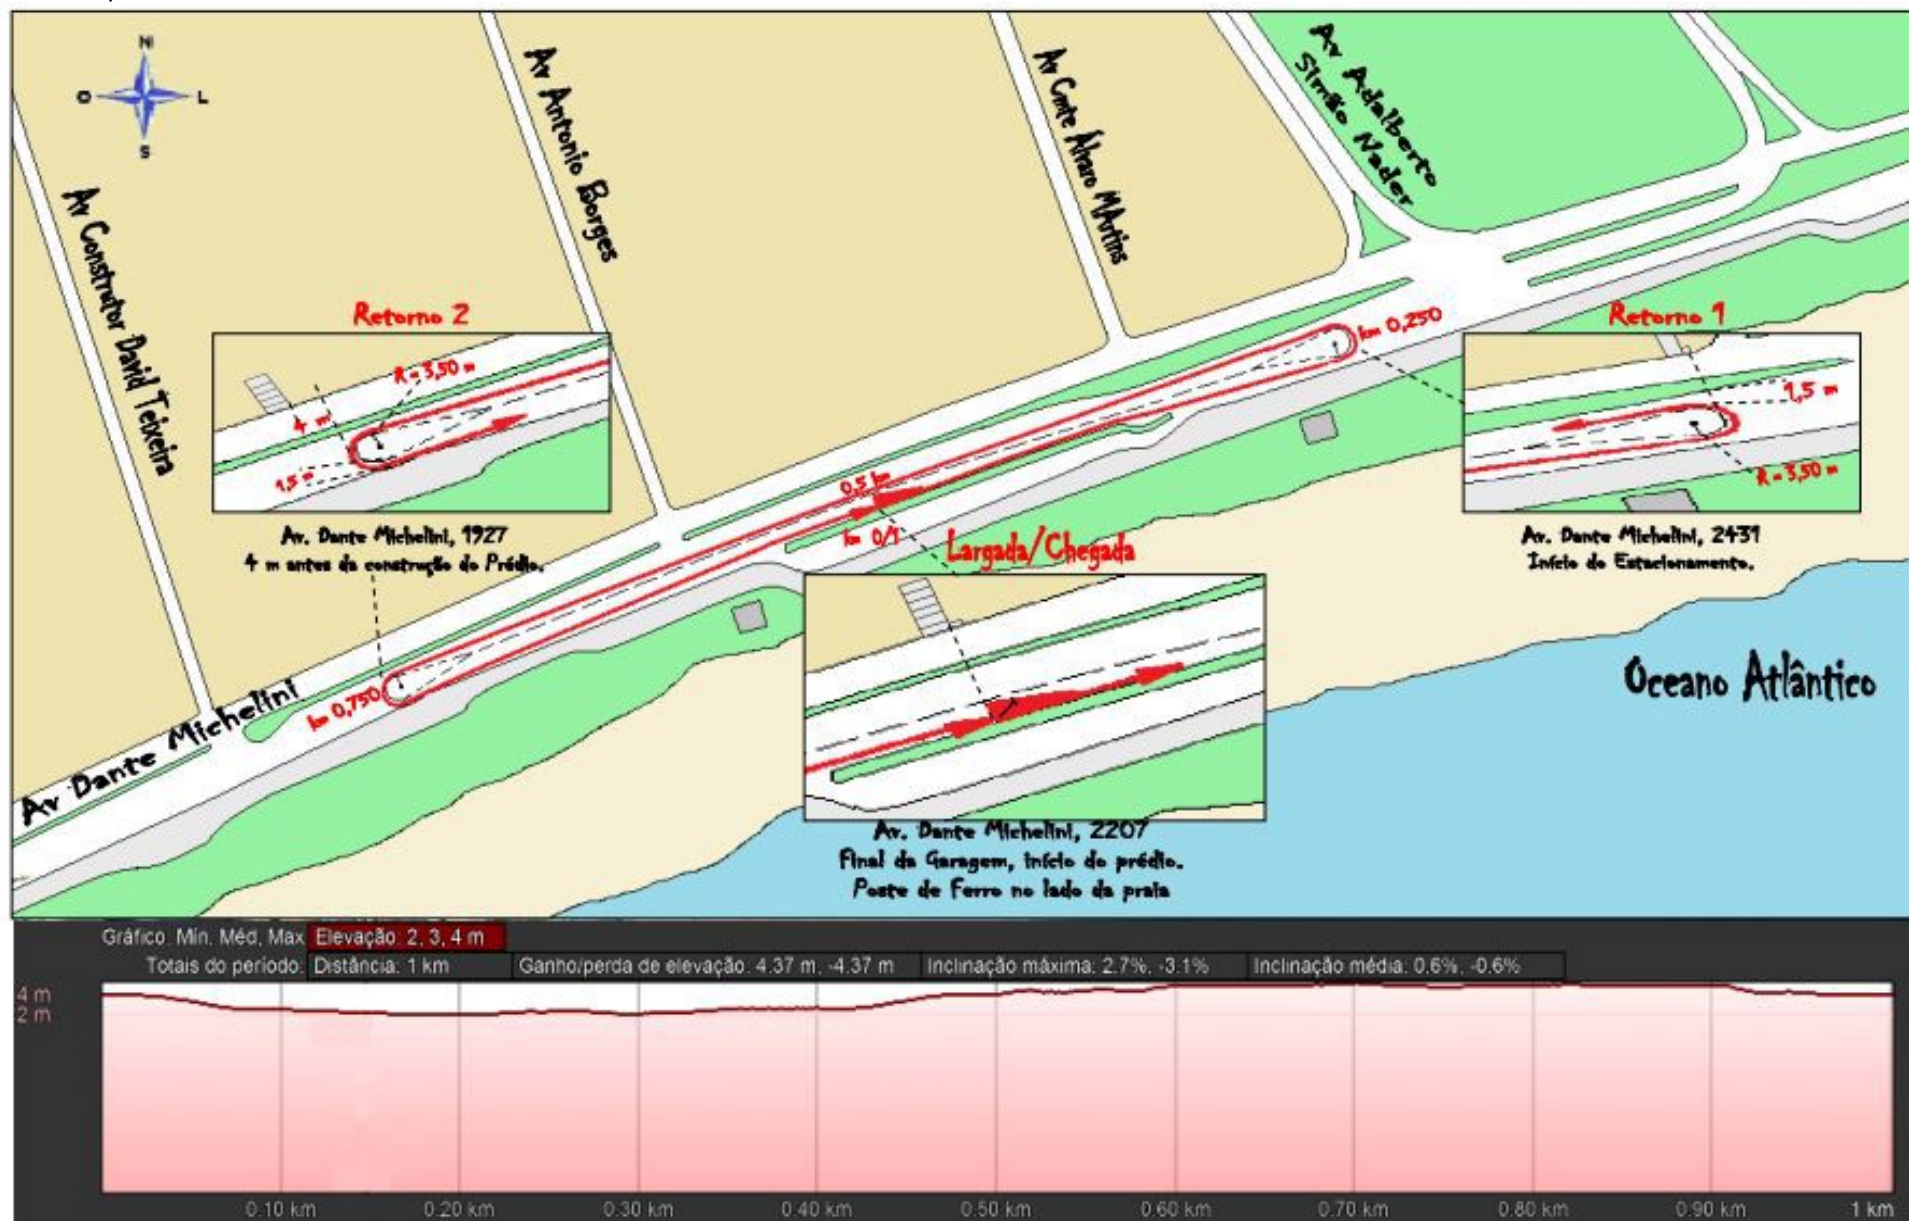 N
O L
S
Av Construtor David Teixeira
Av Antonio Borges
Av Cmte Álvaro MArtins
Av Adalberto
Simão Nader
Retorno 2
R = 3,50 m
4 m
1,5 m
Av. Dante Michelini, 1927
4 m antes da construção do Prédio.
km 0,250
Retorno 1
1,5 m
R = 3,50 m
Av. Dante Michelini, 2431
Início do Estacionamento.
0,5 km
km 0/1
Largada/Chegada
Av. Dante Michelini, 2207
Final da Garagem, início do prédio.
Poste de Ferro no lado da praia
km 0,750
Av Dante Michelini
Oceano Atlântico
Gráfico: Mín, Méd, Max Elevação: 2, 3, 4 m
Totais do período: Distância: 1 km Ganho/perda de elevação: 4.37 m, -4.37 m Inclinação máxima: 2.7%, -3.1% Inclinação média: 0.6%, -0.6%
4 m
2 m
0.10 km 0.20 km 0.30 km 0.40 km 0.50 km 0.60 km 0.70 km 0.80 km 0.90 km 1 km